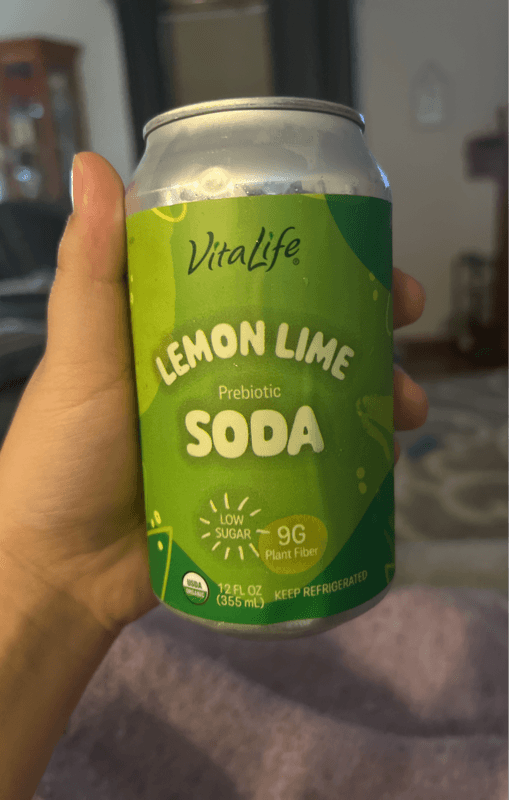 VitaLife
LEMON LIME
Prebiotic
SODA
LOW
SUGAR
9G
Plant Fiber
USDA
ORGANIC
12 FL OZ
(355 mL)
KEEP REFRIGERATED